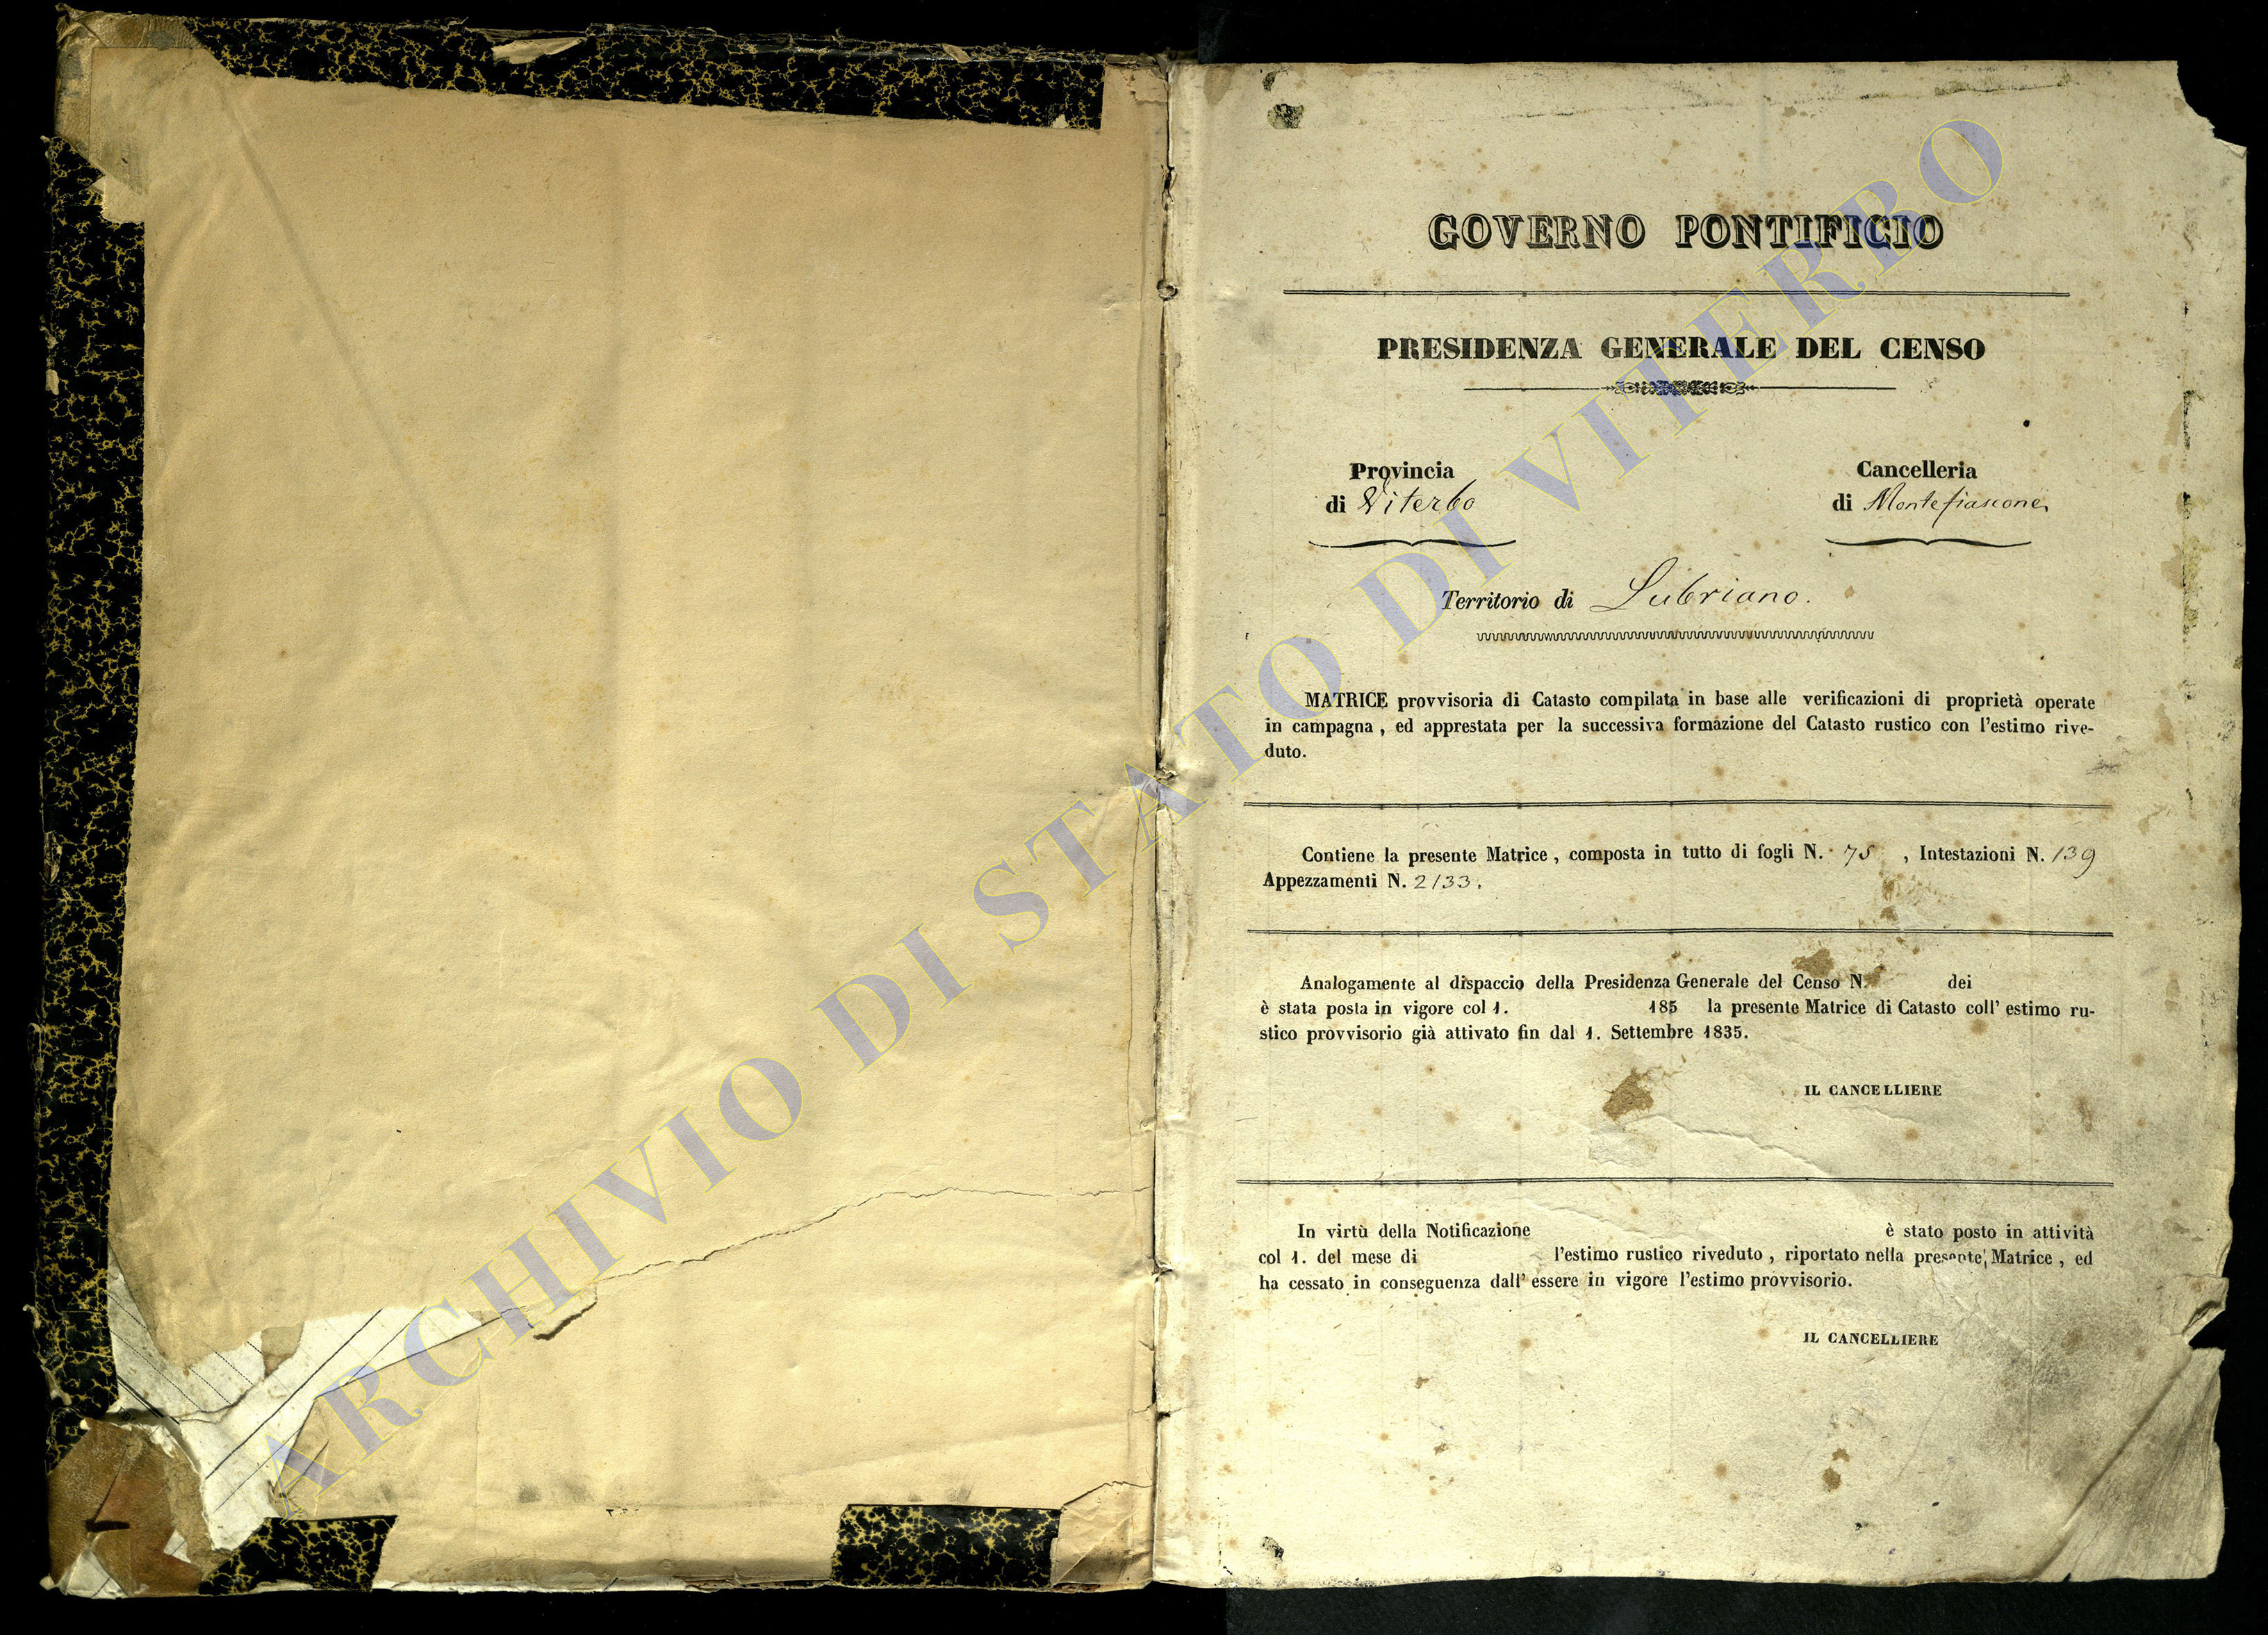 GOVERNO PONTIFICIO
PRESIDENZA GENERALE DEL CENSO
Provincia
di Viterbo
Cancelleria
di Montefiascone
Territorio di Lubriano.
MATRICE provvisoria di Catasto compilata in base alle verificazioni di proprietà operate
in campagna, ed apprestata per la successiva formazione del Catasto rustico con l'estimo rive-
duto.
Contiene la presente Matrice, composta in tutto di fogli N. 75, Intestazioni N. 139
Appezzamenti N. 2133.
Analogamente al dispaccio della Presidenza Generale del Censo N. dei
è stata posta in vigore col 1. 185 la presente Matrice di Catasto coll' estimo ru-
stico provvisorio già attivato fin dal 1. Settembre 1835.
IL CANCELLIERE
In virtù della Notificazione è stato posto in attività
col 1. del mese di l'estimo rustico riveduto, riportato nella presente Matrice, ed
ha cessato in conseguenza dall' essere in vigore l'estimo provvisorio.
IL CANCELLIERE
ARCHIVIO DI STATO DI VITERBO